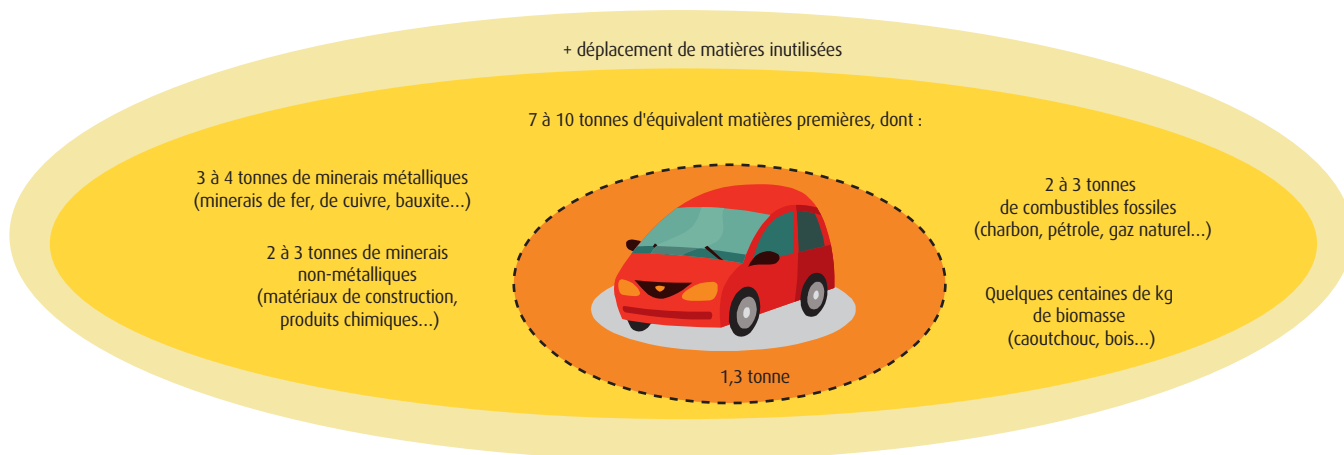 + déplacement de matières inutilisées
7 à 10 tonnes d'équivalent matières premières, dont :
3 à 4 tonnes de minerais métalliques
(minerais de fer, de cuivre, bauxite...)
2 à 3 tonnes de minerais
non-métalliques
(matériaux de construction,
produits chimiques...)
2 à 3 tonnes
de combustibles fossiles
(charbon, pétrole, gaz naturel...)
Quelques centaines de kg
de biomasse
(caoutchouc, bois...)
1,3 tonne